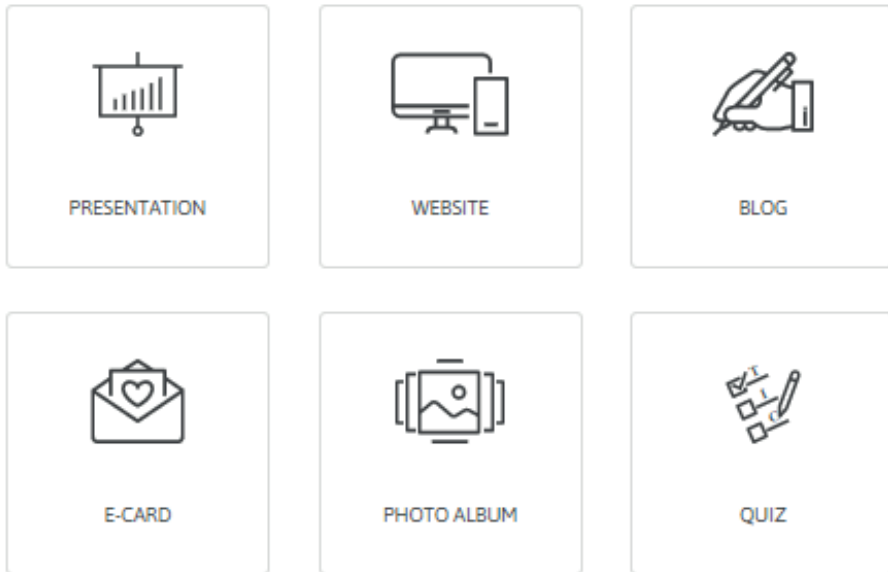 PRESENTATION
WEBSITE
BLOG
E-CARD
PHOTO ALBUM
T
I
C
QUIZ